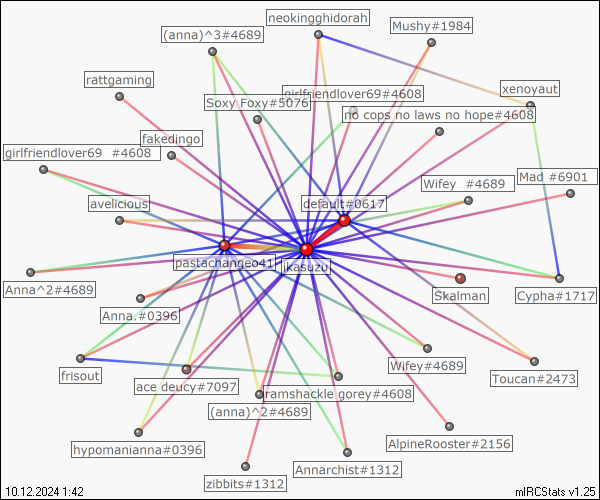 neokingghidorah
Mushy#1984
(anna)^3#4689
rattgaming
xenoyaut
girlfriendlover69#4608
Soxy Foxy#5076
no cops no laws no hope#4608
fakedingo
girlfriendlover69 #4608
Mad #6901
Wifey #4689
avelicious
default#0617
pastachangeo41
jkasuzu
Anna^2#4689
Skalman
Cypha#1717
Anna.#0396
frisout
Wifey#4689
Toucan#2473
ace deucy#7097
ramshackle gorey#4608
(anna)^2#4689
hypomanianna#0396
AlpineRooster#2156
Annarchist#1312
zibbits#1312
10.12.2024 1:42
mIRCStats v1.25